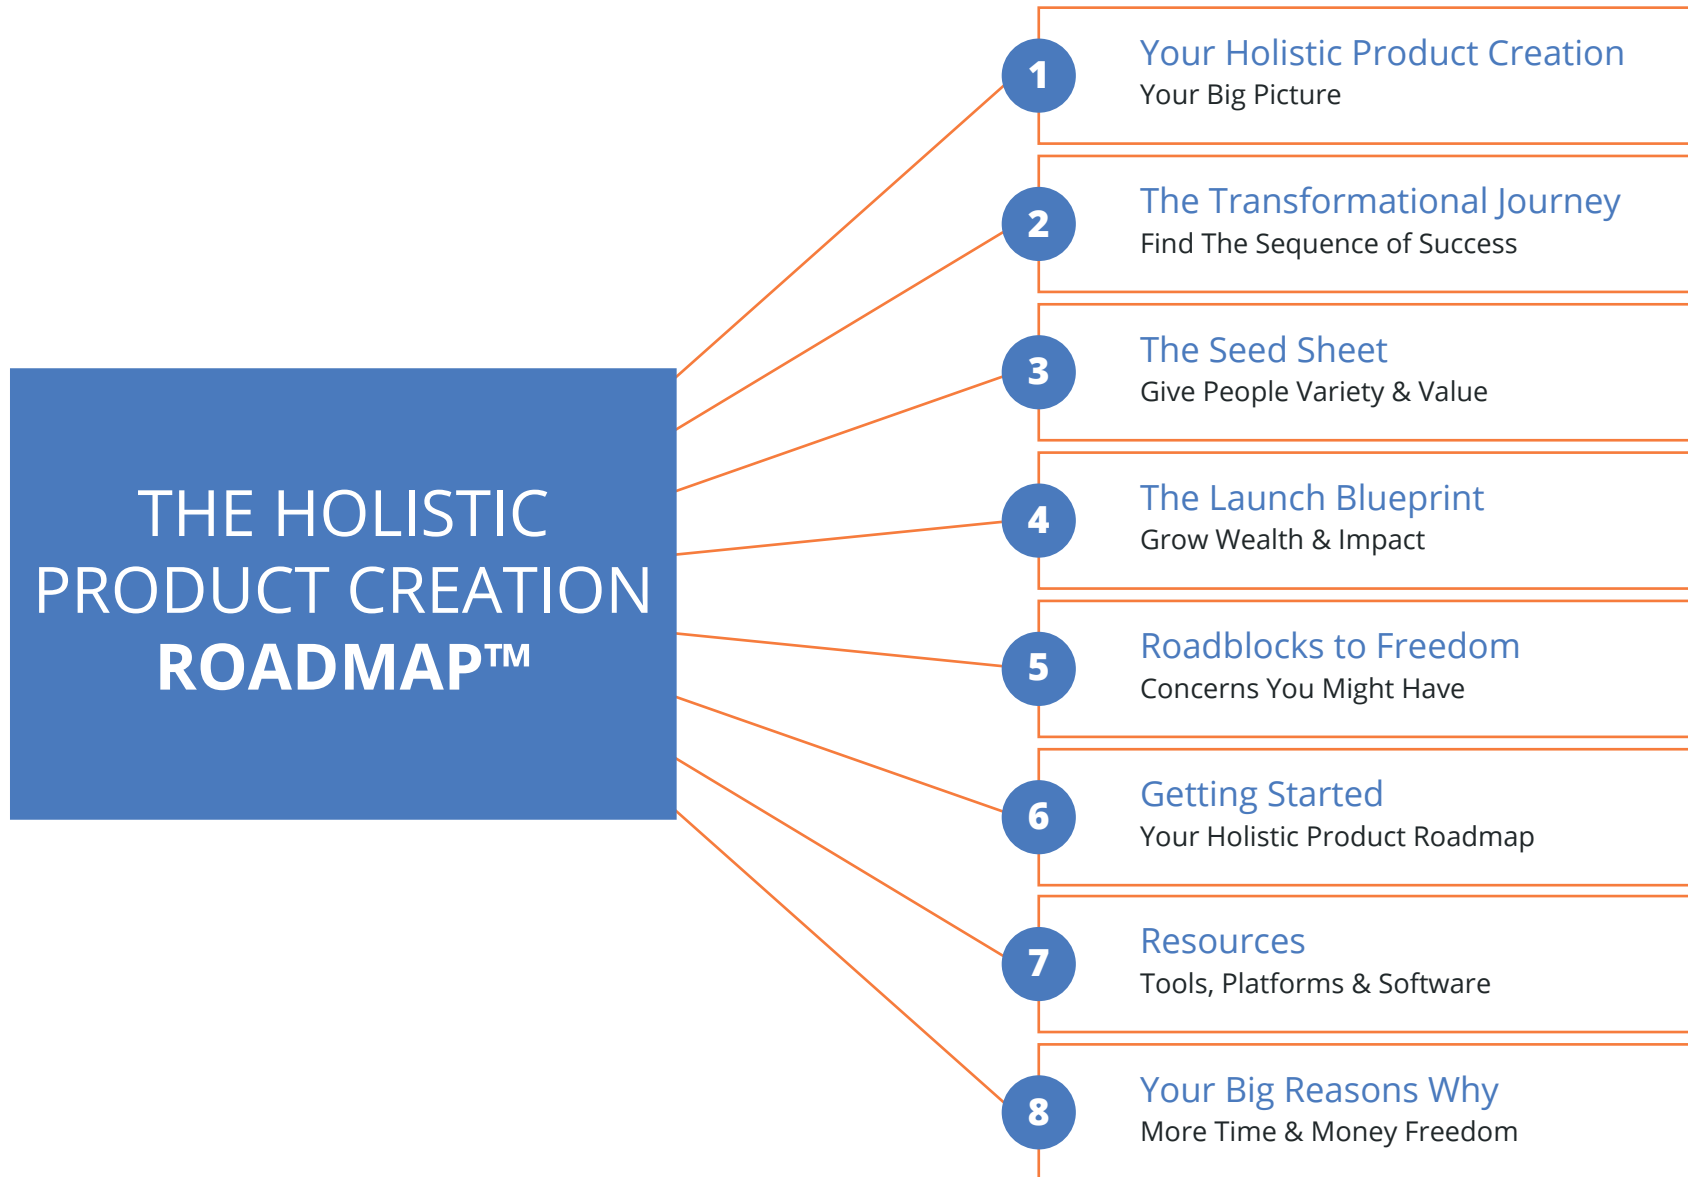 THE HOLISTIC
PRODUCT CREATION
ROADMAP™
1
Your Holistic Product Creation
Your Big Picture
2
The Transformational Journey
Find The Sequence of Success
3
The Seed Sheet
Give People Variety & Value
4
The Launch Blueprint
Grow Wealth & Impact
5
Roadblocks to Freedom
Concerns You Might Have
6
Getting Started
Your Holistic Product Roadmap
7
Resources
Tools, Platforms & Software
8
Your Big Reasons Why
More Time & Money Freedom